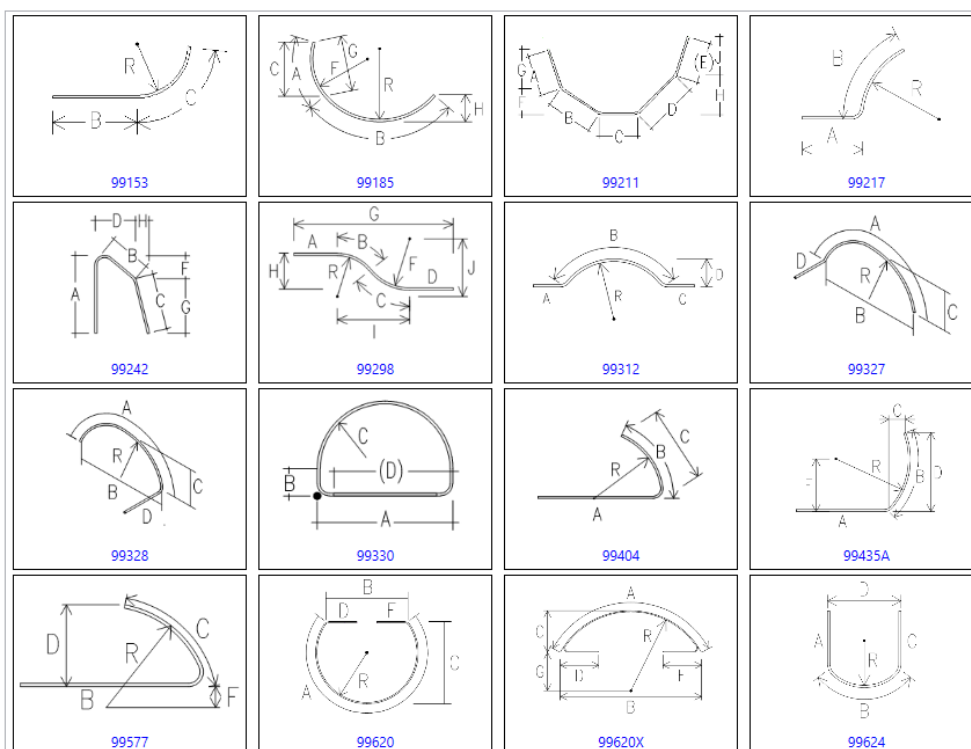 R
B
C
99153
C
A
G
F
R
H
B
99185
G
A
F
B
C
(E)
J
D
H
99211
B
R
A
99217
D
H
B
A
F
C
G
99242
G
A
B
H
R
F
D
J
C
I
99298
B
A
R
C
D
99312
A
D
R
B
C
99327
A
R
B
C
D
99328
C
B
(D)
A
99330
C
B
R
A
99404
C
R
B
D
F
A
99435A
D
C
R
B
F
99577
B
D
F
C
R
A
99620
A
C
R
G
D
F
B
99620X
D
A
C
R
B
99624